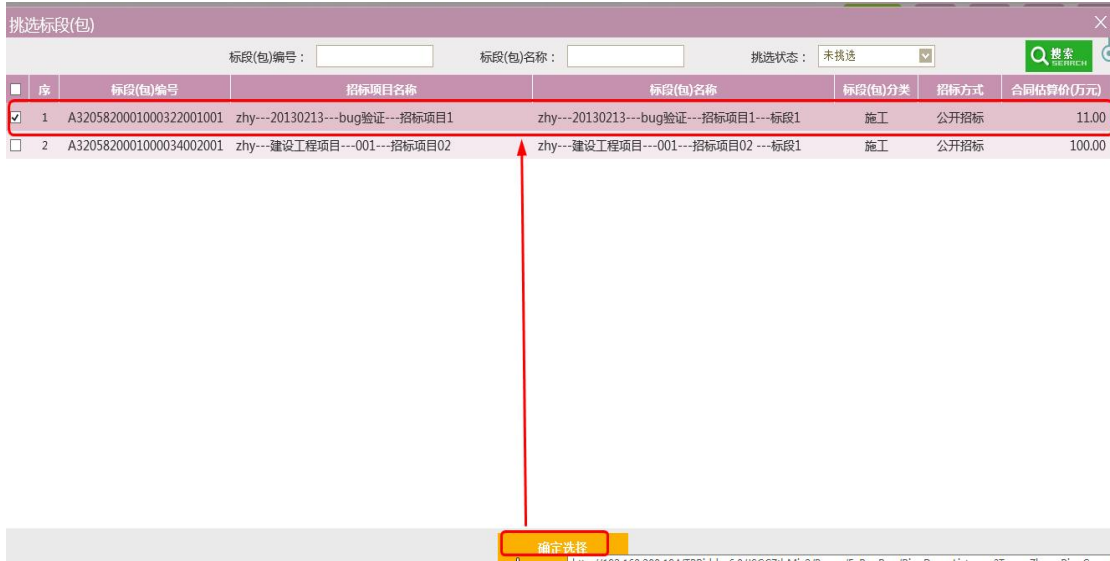 挑选标段(包)
标段(包)编号： 标段(包)名称： 挑选状态： 未挑选 搜索 SEARCH
序 标段(包)编号 招标项目名称 标段(包)名称 标段(包)分类 招标方式 合同估算价(万元)
1 A3205820001000322001001 zhy---20130213---bug验证---招标项目1 zhy---20130213---bug验证---招标项目1---标段1 施工 公开招标 11.00
2 A3205820001000034002001 zhy---建设工程项目---001---招标项目02 zhy---建设工程项目---001---招标项目02 ---标段1 施工 公开招标 100.00
确定选择